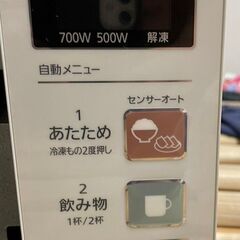 700W 500W 解凍
自動メニュー
センサーオート
1
あたため
冷凍もの2度押し
2
飲み物
1杯/2杯